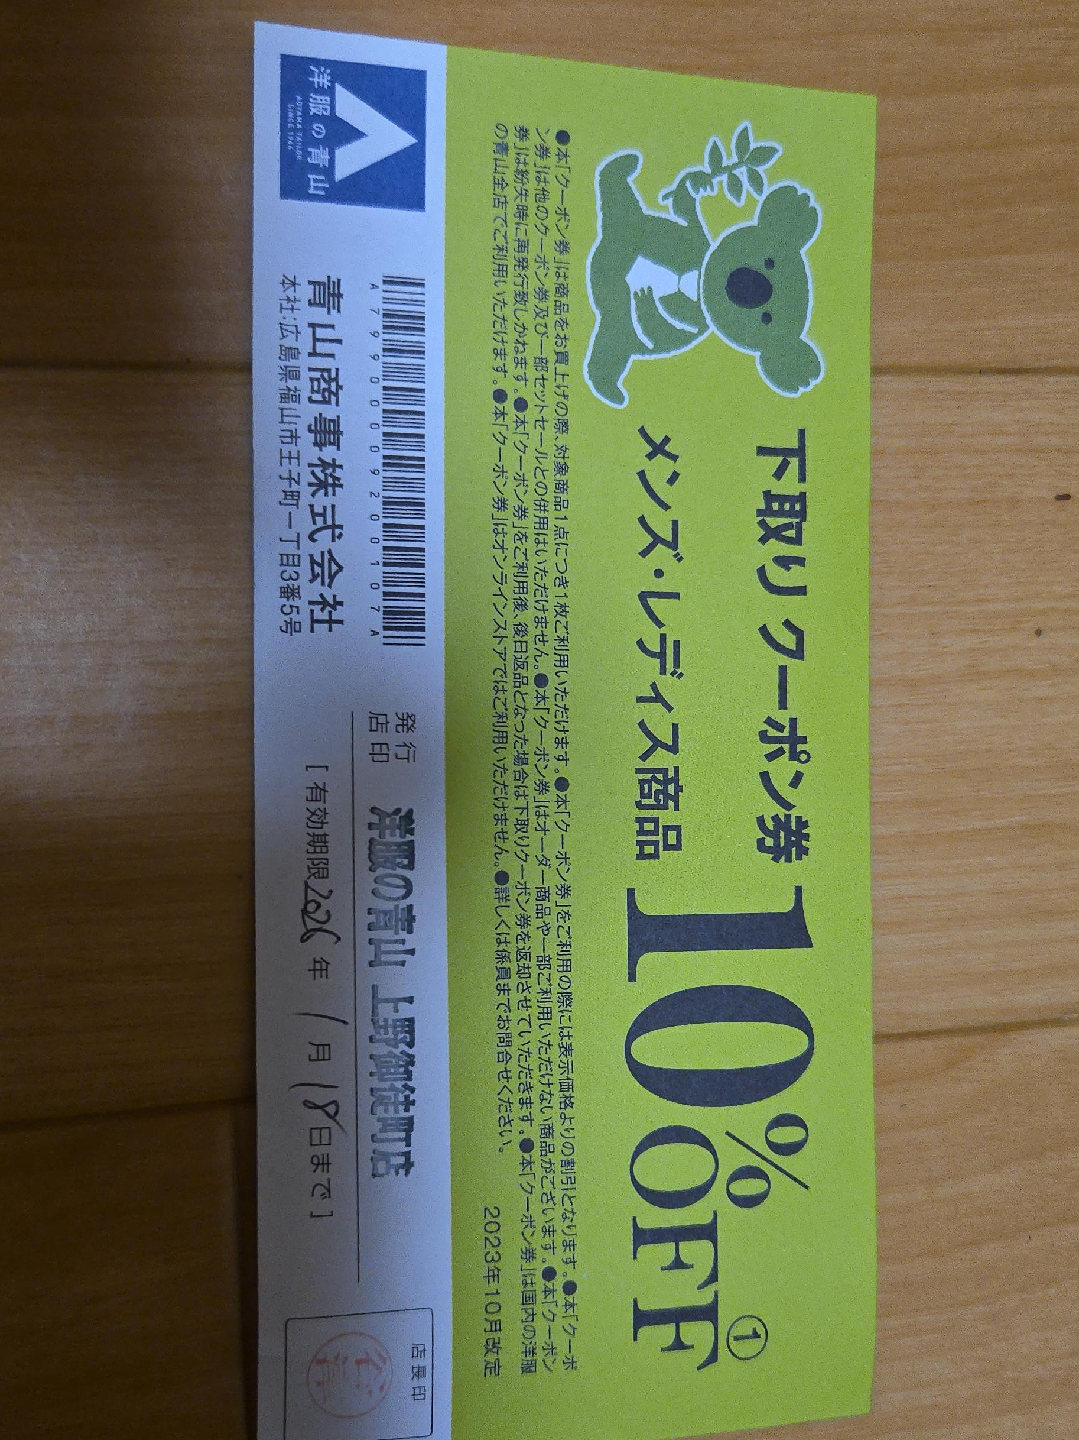 下取り クーポン券
メンズ・レディス商品
10%
OFF
①
●本「クーポン券」は商品をお買上げの際、対象商品1点につき1枚ご利用いただけます。●本「クーポン券」をご利用の際には表示価格よりの割引となります。●本「クーポ
ン券」は他のクーポン券及び一部セットセールとの併用はいただけません。●本「クーポン券」はオーダー商品や一部ご利用いただけない商品がございます。●本「クーポン
券」は紛失時に再発行致しかねます。●本「クーポン券」をご利用後、後日返品となった場合は下取りクーポン券を返却させていただきます。●本「クーポン券」は国内の洋服
の青山全店でご利用いただけます。●本「クーポン券」はオンラインストアではご利用いただけません。●詳しくは係員までお問合せください。
2023年10月改定
洋服の青山
AOYAMA TAILOR
SINCE 1964
A79900009200107A
青山商事株式会社
本社:広島県福山市王子町一丁目3番5号
発行
店印
洋服の青山 上野御徒町店
[有効期限2026年1月18日まで]
店長印